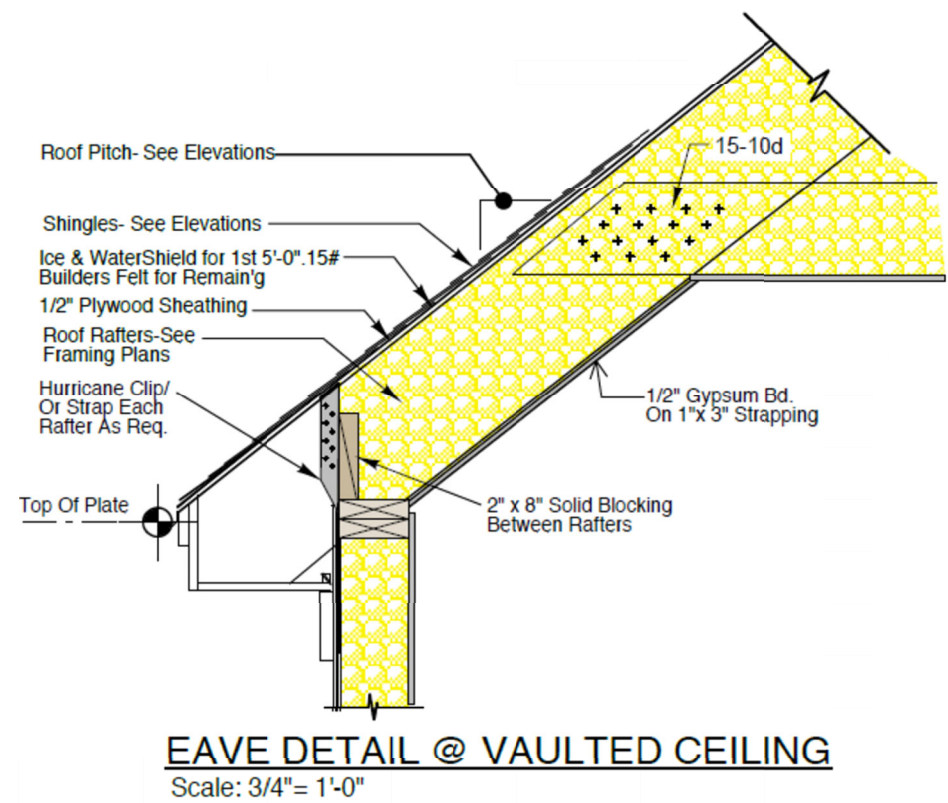 15-10d
Roof Pitch- See Elevations
Shingles- See Elevations
Ice & WaterShield for 1st 5'-0".15#
Builders Felt for Remain'g
1/2" Plywood Sheathing
Roof Rafters-See
Framing Plans
Hurricane Clip/
Or Strap Each
Rafter As Req.
1/2" Gypsum Bd.
On 1"x 3" Strapping
Top Of Plate
2" x 8" Solid Blocking
Between Rafters
EAVE DETAIL @ VAULTED CEILING
Scale: 3/4"= 1'-0"